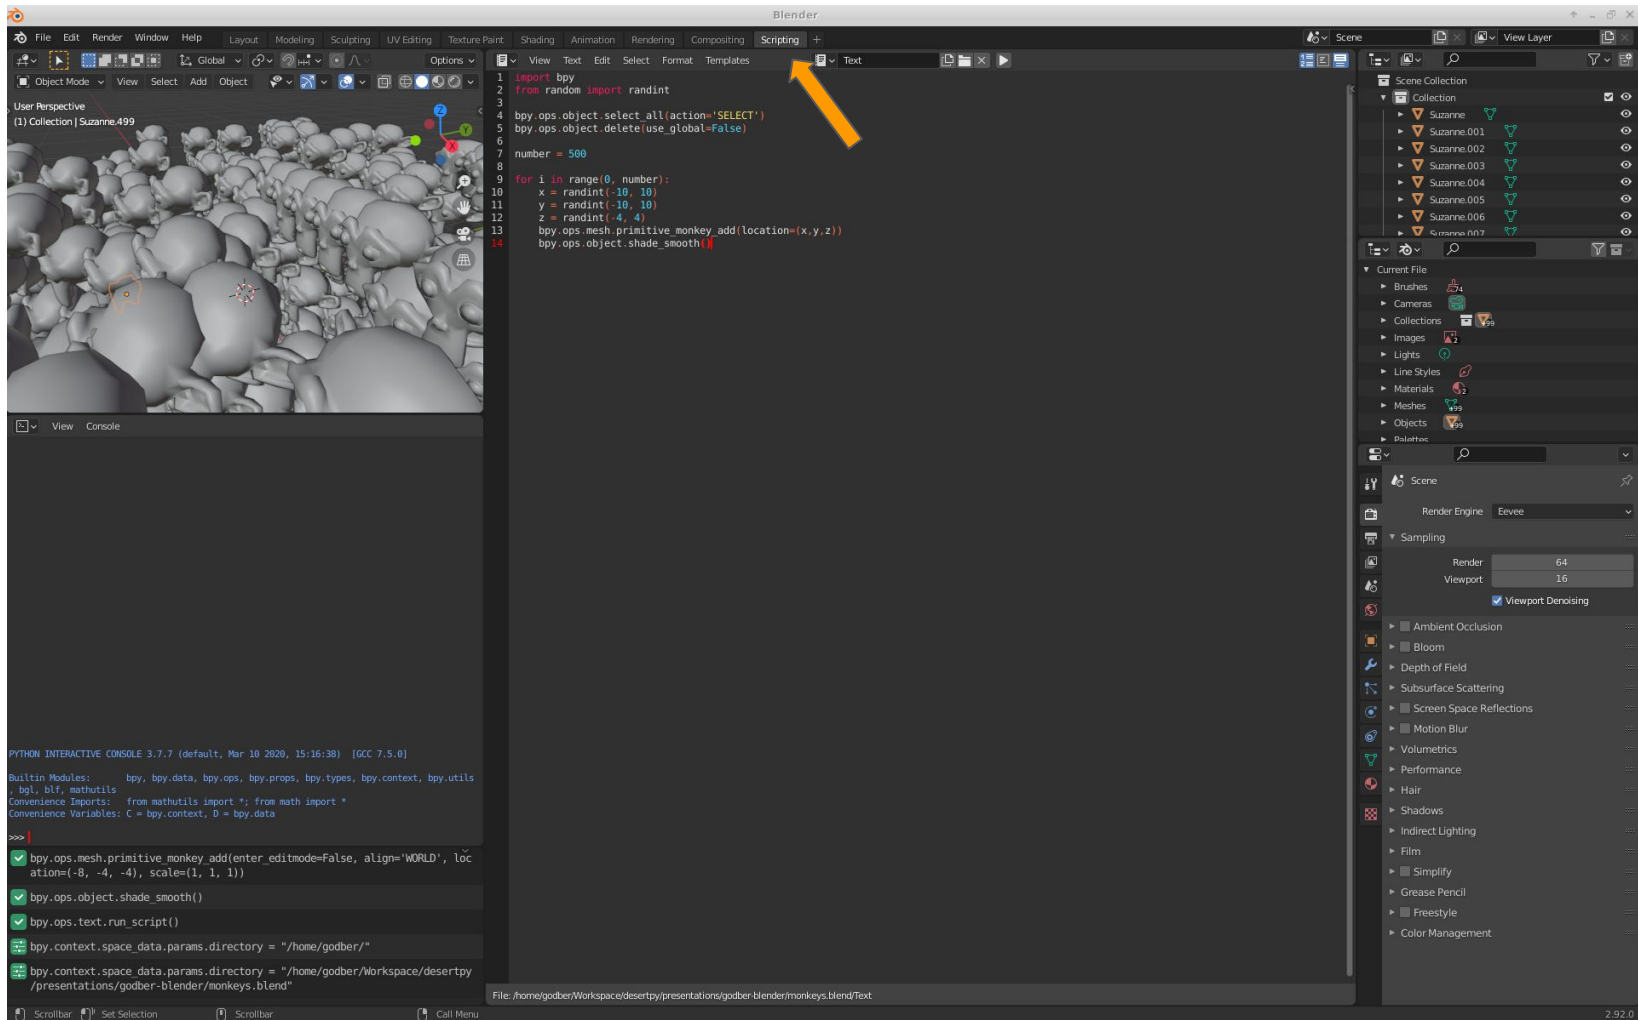 Blender
File Edit Render Window Help Layout Modeling Sculpting UV Editing Texture Paint Shading Animation Rendering Compositing Scripting + Scene View Layer
Global Options
View Text Edit Select Format Templates Text
Object Mode View Select Add Object
User Perspective
(1) Collection | Suzanne.499
Z
Y
X
1 import bpy
2 from random import randint
3
4 bpy.ops.object.select_all(action='SELECT')
5 bpy.ops.object.delete(use_global=False)
6
7 number = 500
8
9 for i in range(0, number):
10 x = randint(-10, 10)
11 y = randint(-10, 10)
12 z = randint(-4, 4)
13 bpy.ops.mesh.primitive_monkey_add(location=(x,y,z))
14 bpy.ops.object.shade_smooth()
Scene Collection
Collection
Suzanne
Suzanne.001
Suzanne.002
Suzanne.003
Suzanne.004
Suzanne.005
Suzanne.006
Suzanne.007
Current File
Brushes 74
Cameras
Collections 499
Images 2
Lights
Line Styles
Materials 2
Meshes 499
Objects 499
Palettes
View Console
PYTHON INTERACTIVE CONSOLE 3.7.7 (default, Mar 10 2020, 15:16:38) [GCC 7.5.0]
Builtin Modules: bpy, bpy.data, bpy.ops, bpy.props, bpy.types, bpy.context, bpy.utils
, bgl, blf, mathutils
Convenience Imports: from mathutils import *; from math import *
Convenience Variables: C = bpy.context, D = bpy.data
>>>
bpy.ops.mesh.primitive_monkey_add(enter_editmode=False, align='WORLD', loc
ation=(-8, -4, -4), scale=(1, 1, 1))
bpy.ops.object.shade_smooth()
bpy.ops.text.run_script()
bpy.context.space_data.params.directory = "/home/godber/"
bpy.context.space_data.params.directory = "/home/godber/Workspace/desertpy
/presentations/godber-blender/monkeys.blend"
File: /home/godber/Workspace/desertpy/presentations/godber-blender/monkeys.blend/Text
Scene
Render Engine Eevee
Sampling
Render 64
Viewport 16
Viewport Denoising
Ambient Occlusion
Bloom
Depth of Field
Subsurface Scattering
Screen Space Reflections
Motion Blur
Volumetrics
Performance
Hair
Shadows
Indirect Lighting
Film
Simplify
Grease Pencil
Freestyle
Color Management
Scrollbar Set Selection Scrollbar Call Menu 2.92.0